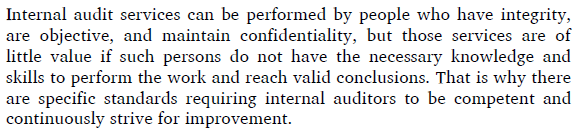 Internal audit services can be performed by people who have integrity,
are objective, and maintain confidentiality, but those services are of
little value if such persons do not have the necessary knowledge and
skills to perform the work and reach valid conclusions. That is why there
are specific standards requiring internal auditors to be competent and
continuously strive for improvement.